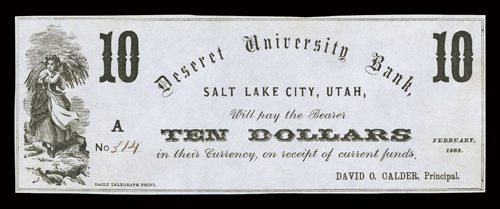 10 Deseret University Bank, 10
SALT LAKE CITY, UTAH,
Will pay the Bearer
A
TEN DOLLARS
No 314
in their Currency, on receipt of current funds.
FEBRUARY,
1868.
DAVID O. CALDER, Principal.
DAILY TELEGRAPH PRINT.